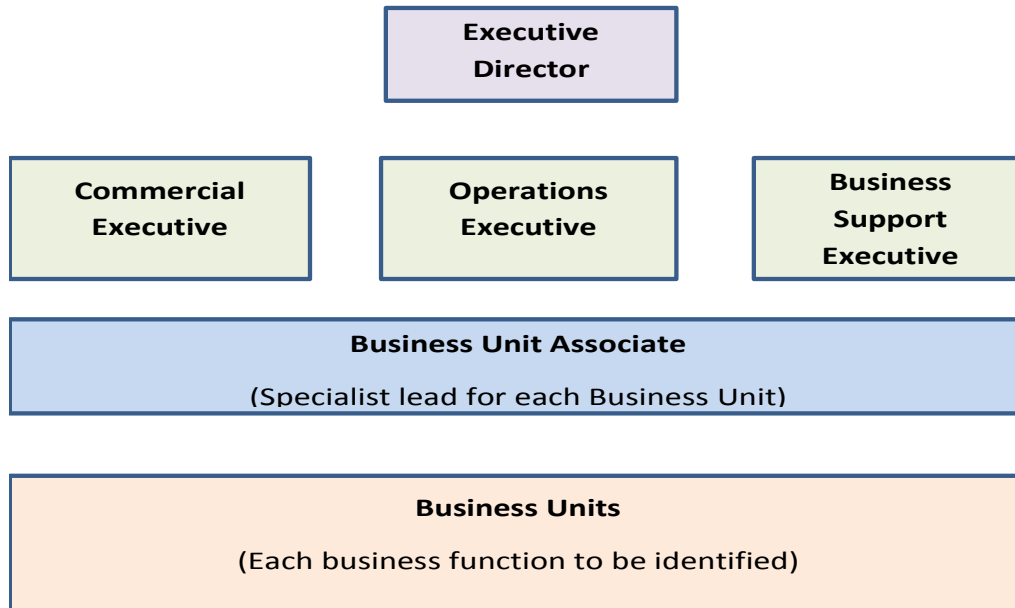 Executive
Director
Commercial
Executive
Operations
Executive
Business
Support
Executive
Business Unit Associate
(Specialist lead for each Business Unit)
Business Units
(Each business function to be identified)